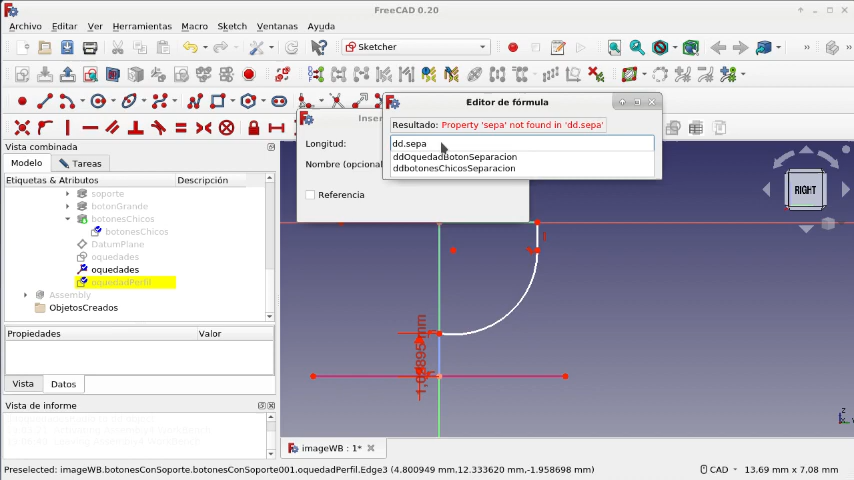 FreeCAD 0.20
Archivo Editar Ver Herramientas Macro Sketch Ventanas Ayuda
Sketcher
Editor de fórmula
Resultado: Property 'sepa' not found in 'dd.sepa'
dd.sepa
ddOquedadBotonSeparacion
ddbotonesChicosSeparacion
Inser
Longitud:
Nombre (opcional
Referencia
Vista combinada
Modelo Tareas
Etiquetas & Atributos Descripción
soporte
botonGrande
botonesChicos
botonesChicos
DatumPlane
oquedades
oquedades
oquedadPerfil
Assembly
ObjetosCreados
Propiedades Valor
Vista Datos
Vista de informe
RIGHT
imageWB : 1*
Preselected: imageWB.botonesConSoporte.botonesConSoporte001.oquedadPerfil.Edge3 (4.800949 mm,12.333620 mm,-1.958698 mm)
CAD 13.69 mm x 7.08 mm